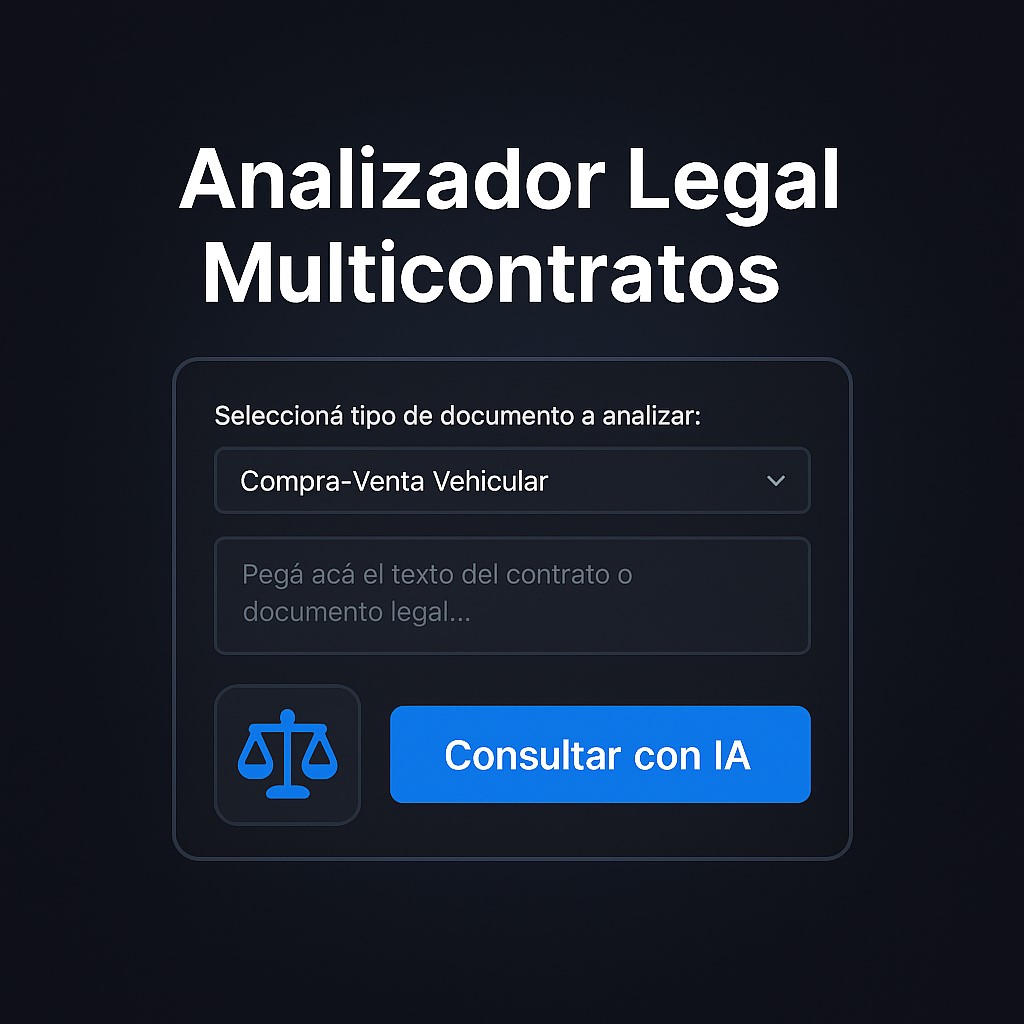 Analizador Legal
Multicontratos
Seleccioná tipo de documento a analizar:
Compra-Venta Vehicular
Pegá acá el texto del contrato o
documento legal...
Consultar con IA